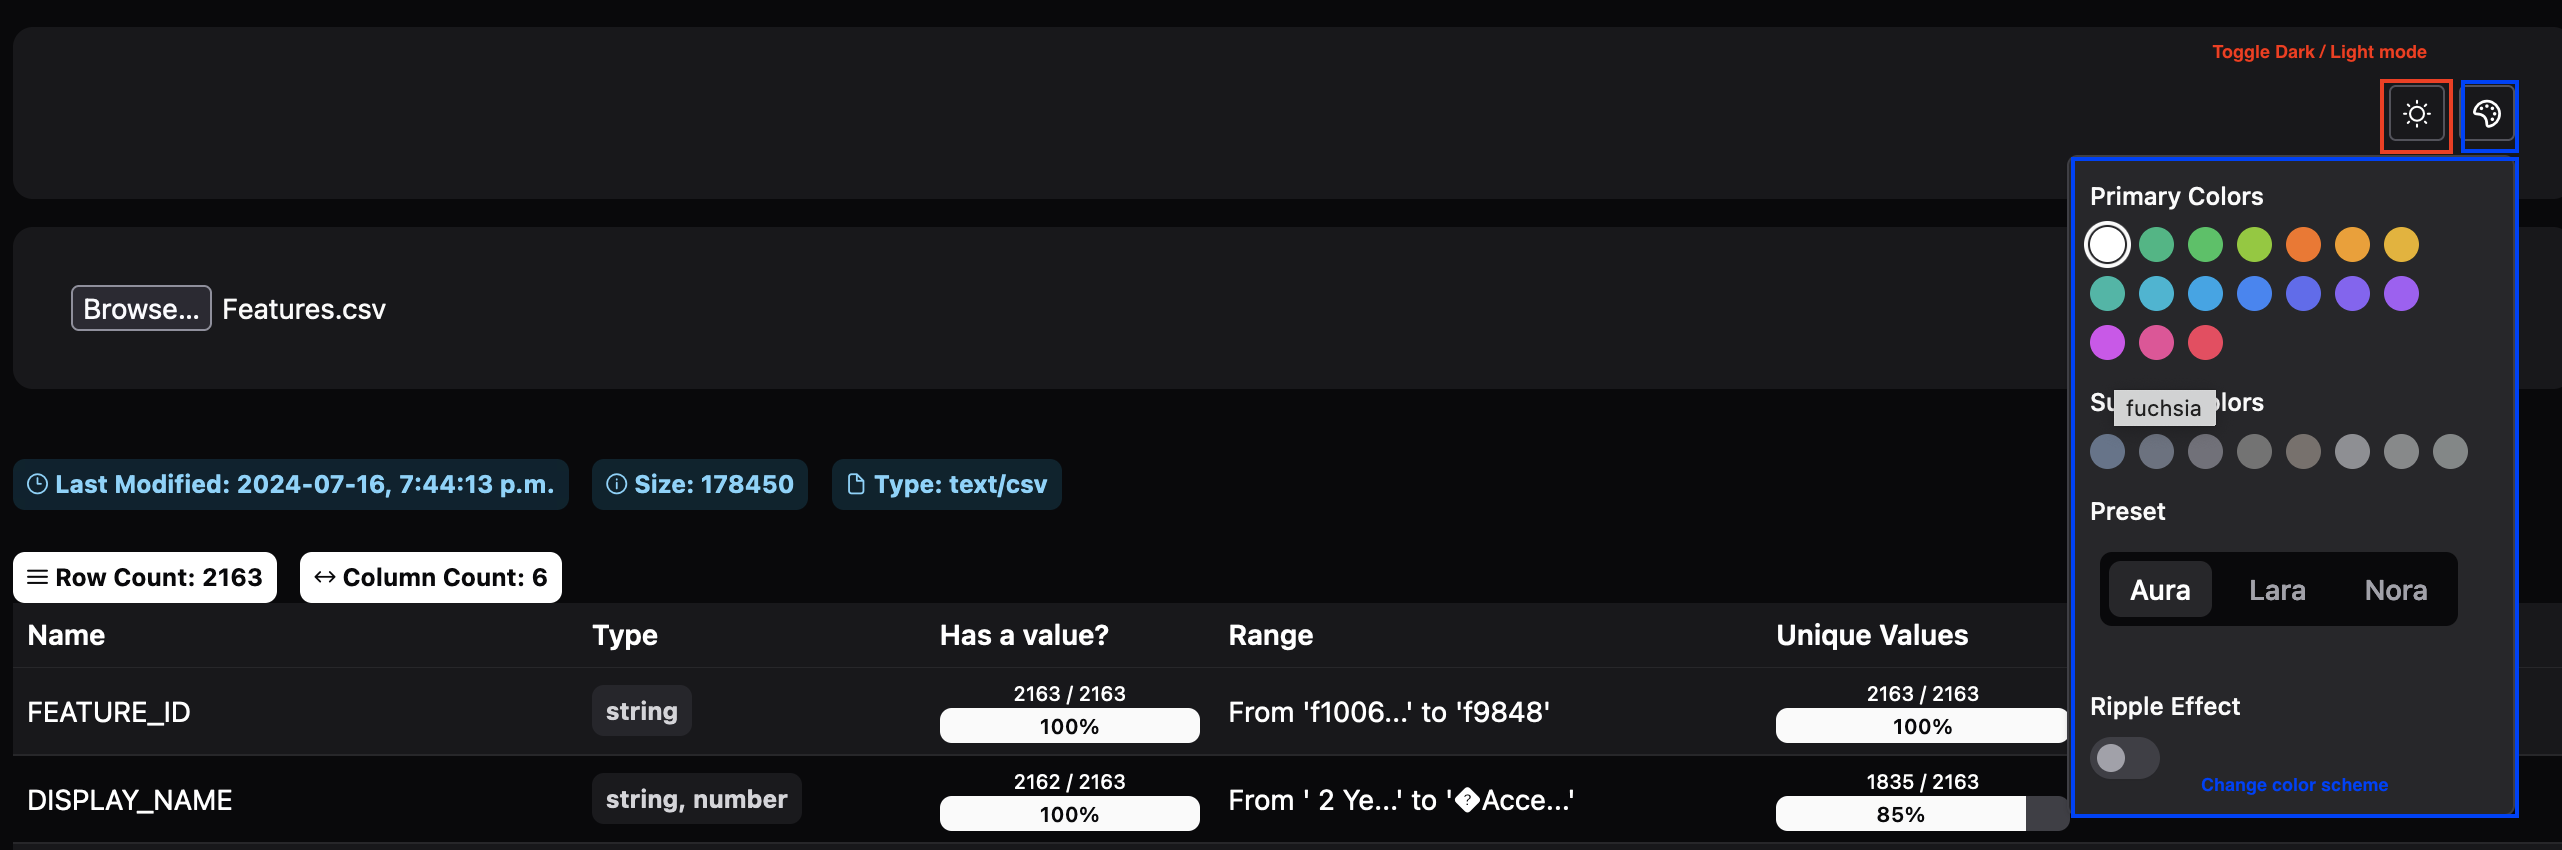 Toggle Dark / Light mode
Primary Colors
Browse... Features.csv
Su lors
fuchsia
Last Modified: 2024-07-16, 7:44:13 p.m. Size: 178450 Type: text/csv
Preset
Row Count: 2163 Column Count: 6
Aura Lara Nora
Name Type Has a value? Range Unique Values
FEATURE_ID string 2163 / 2163 100% From 'f1006...' to 'f9848' 2163 / 2163 100%
Ripple Effect
DISPLAY_NAME string, number 2162 / 2163 100% From ' 2 Ye...' to '�Acce...' 1835 / 2163 85%
Change color scheme